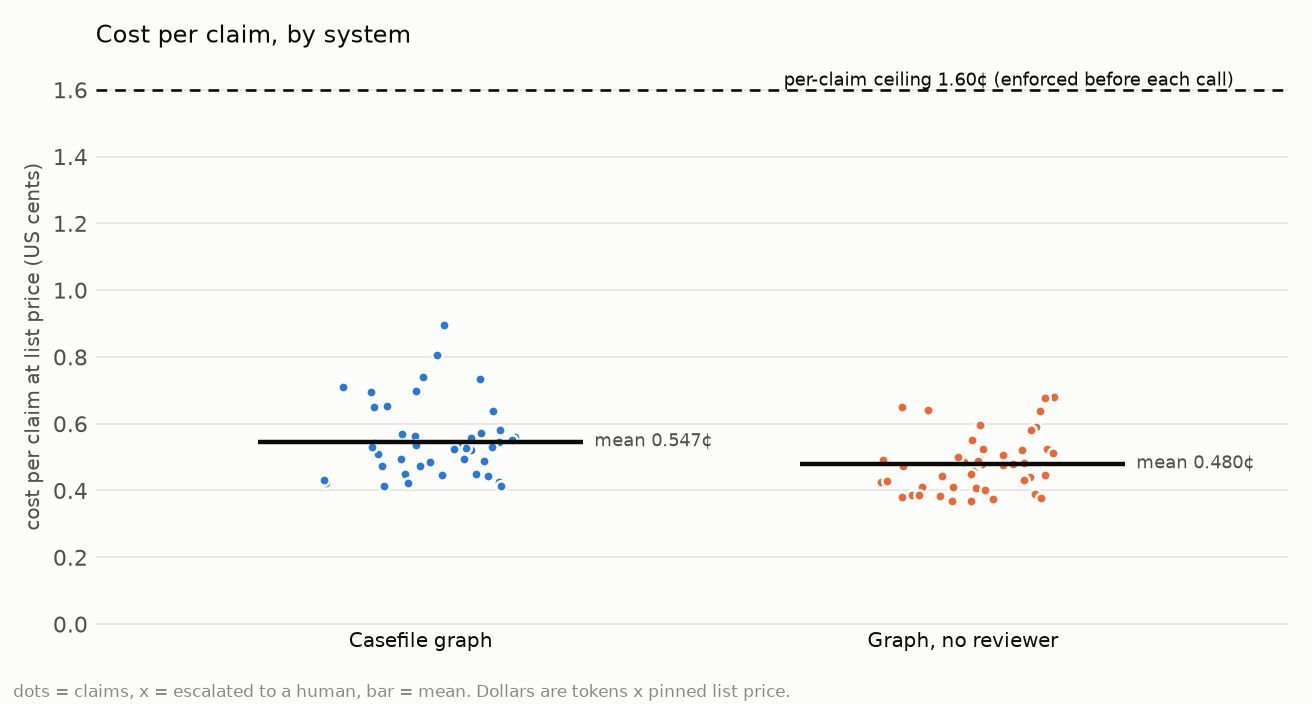 Cost per claim, by system
per-claim ceiling 1.60¢ (enforced before each call)
cost per claim at list price (US cents)
1.6
1.4
1.2
1.0
0.8
0.6
0.4
0.2
0.0
mean 0.547¢
mean 0.480¢
Casefile graph
Graph, no reviewer
dots = claims, x = escalated to a human, bar = mean. Dollars are tokens x pinned list price.